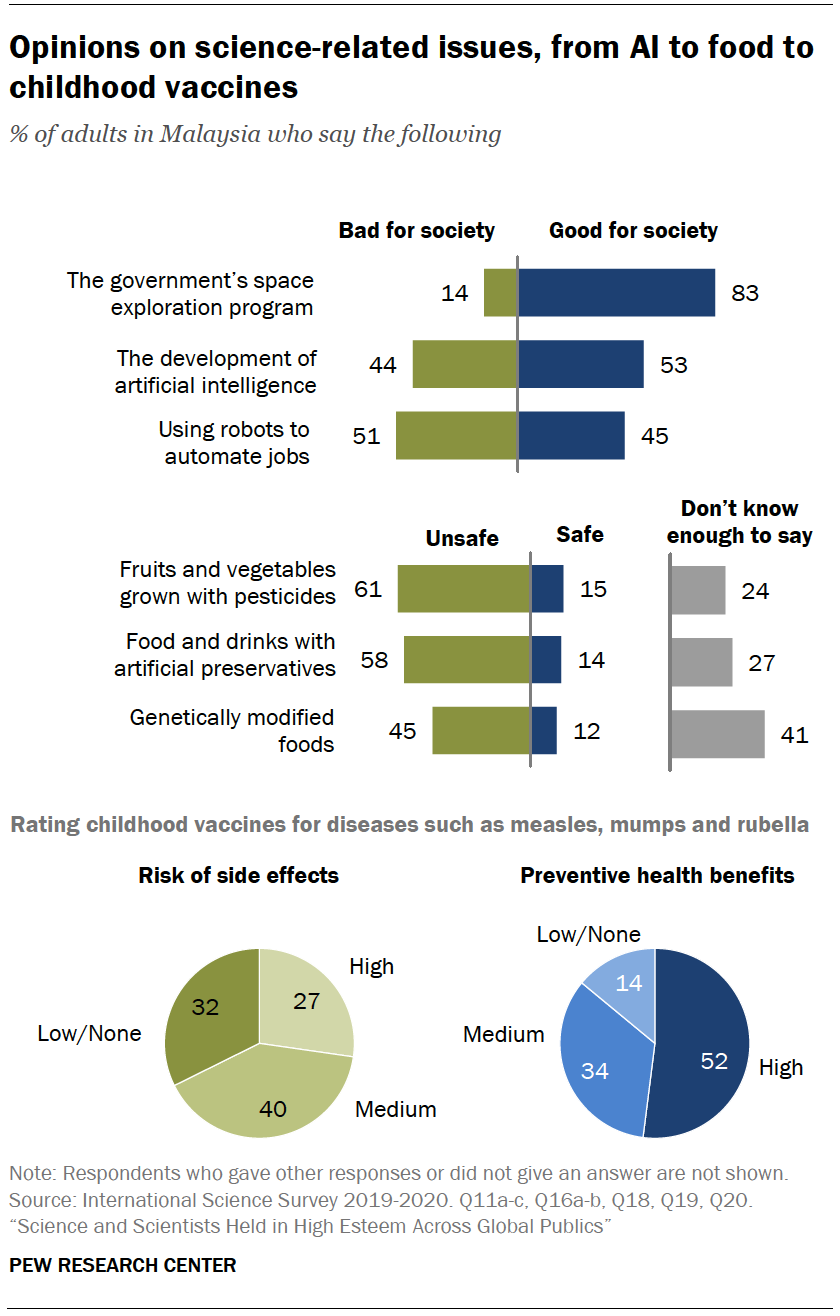 Opinions on science-related issues, from AI to food to
childhood vaccines
% of adults in Malaysia who say the following
Bad for society Good for society
The government's space
exploration program
14 83
The development of
artificial intelligence
44 53
Using robots to
automate jobs
51 45
Unsafe Safe Don't know
enough to say
Fruits and vegetables
grown with pesticides
61 15 24
Food and drinks with
artificial preservatives
58 14 27
Genetically modified
foods
45 12 41
Rating childhood vaccines for diseases such as measles, mumps and rubella
Risk of side effects
High
27
Medium
40
Low/None
32
Preventive health benefits
Low/None
14
Medium
34
High
52
Note: Respondents who gave other responses or did not give an answer are not shown.
Source: International Science Survey 2019-2020. Q11a-c, Q16a-b, Q18, Q19, Q20.
“Science and Scientists Held in High Esteem Across Global Publics”
PEW RESEARCH CENTER